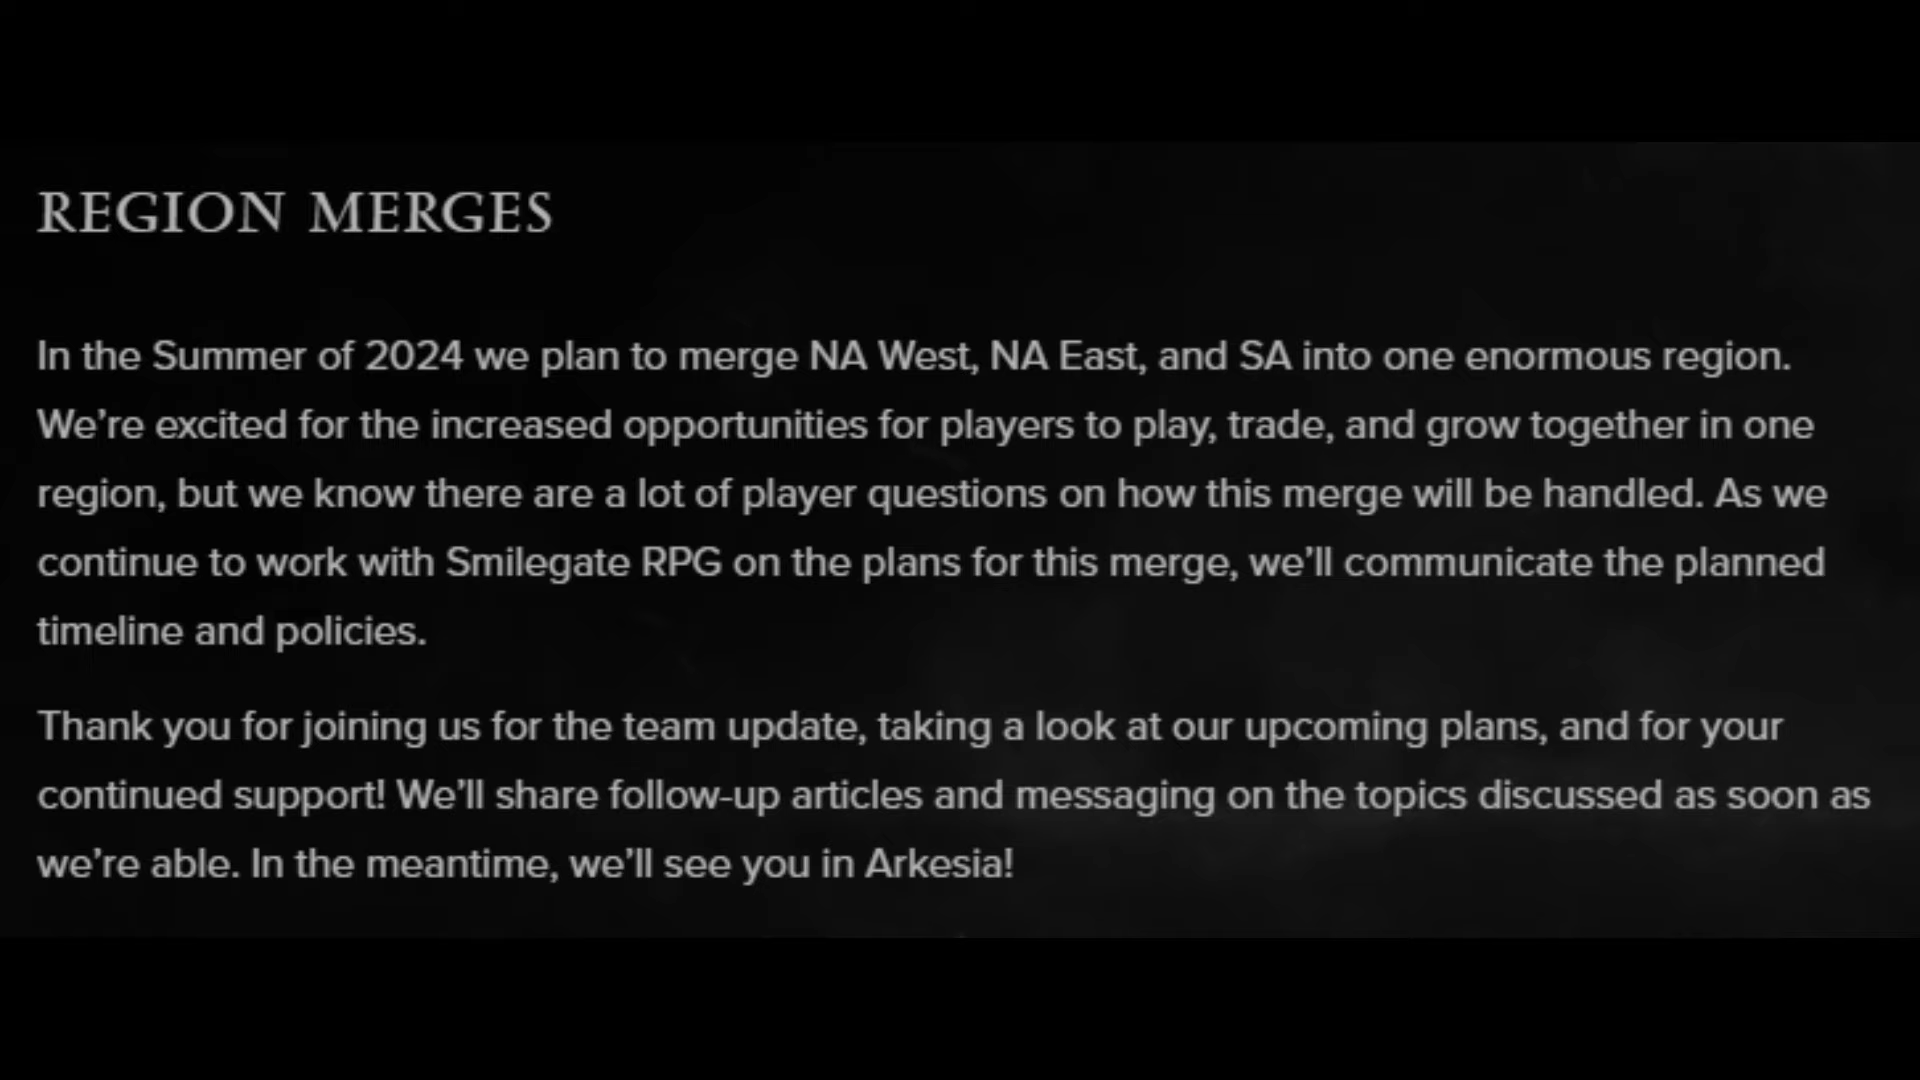 REGION MERGES
In the Summer of 2024 we plan to merge NA West, NA East, and SA into one enormous region.
We’re excited for the increased opportunities for players to play, trade, and grow together in one
region, but we know there are a lot of player questions on how this merge will be handled. As we
continue to work with Smilegate RPG on the plans for this merge, we’ll communicate the planned
timeline and policies.
Thank you for joining us for the team update, taking a look at our upcoming plans, and for your
continued support! We’ll share follow-up articles and messaging on the topics discussed as soon as
we’re able. In the meantime, we’ll see you in Arkesia!